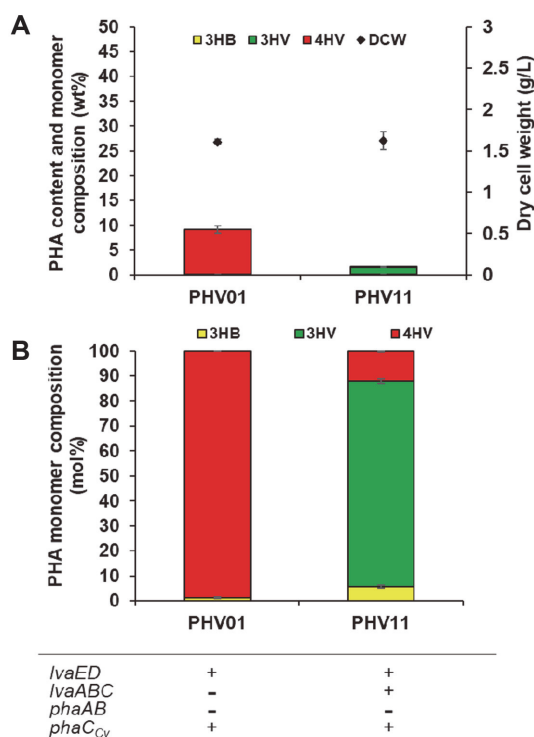 A
3HB 3HV 4HV DCW
PHA content and monomer
composition (wt%)
50
45
40
35
30
25
20
15
10
5
0
3
2.5
2
1.5
1
0.5
0
Dry cell weight (g/L)
PHV01 PHV11
B
3HB 3HV 4HV
PHA monomer composition
(mol%)
100
90
80
70
60
50
40
30
20
10
0
PHV01 PHV11
lvaED + +
lvaABC - +
phaAB - -
phaCCv + +